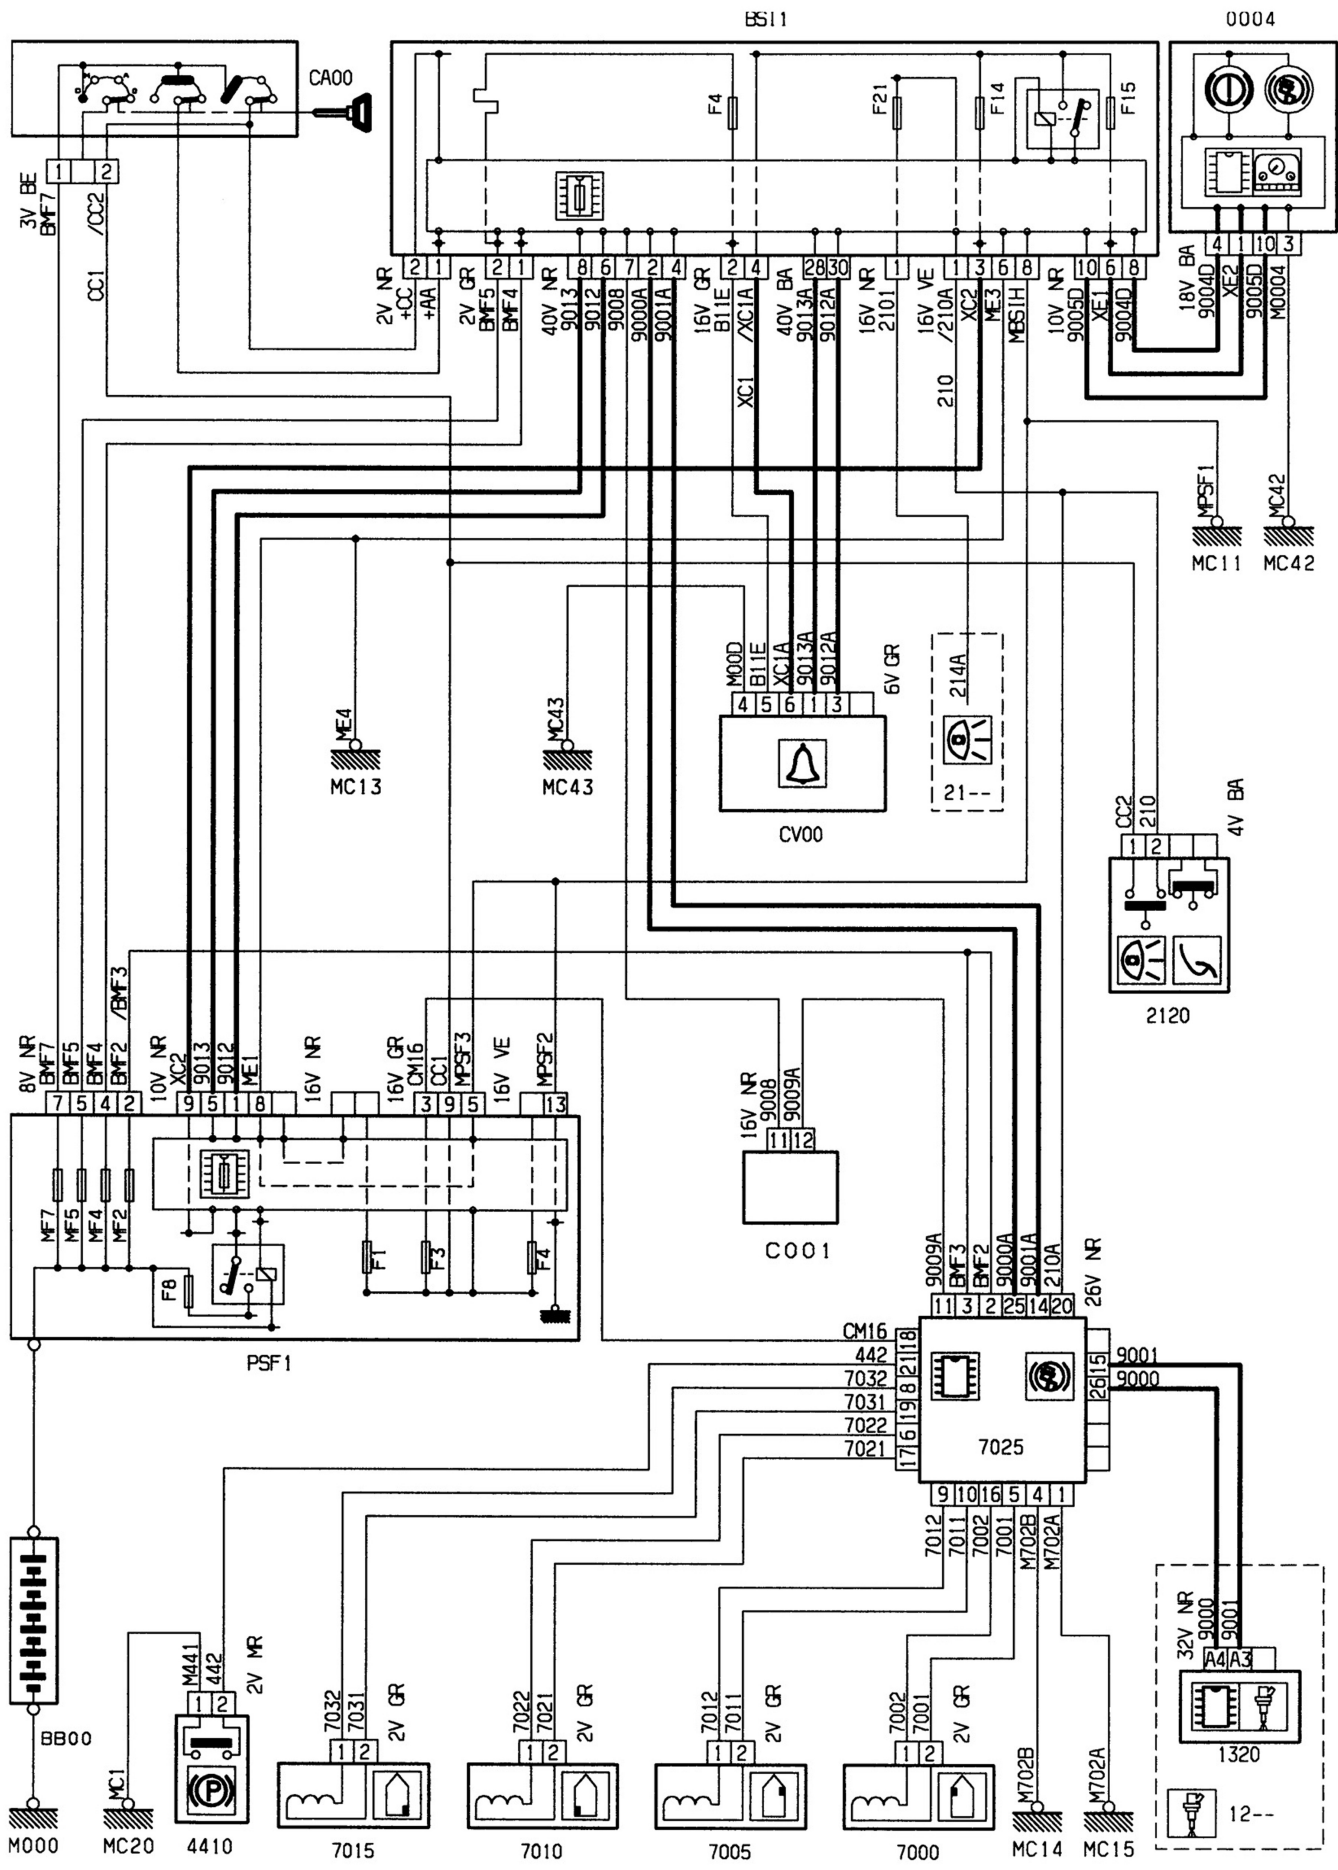 BSI1
0004
CA00
F4
F21
F14
F15
1
2
3V BE
BMF7
/CC2
CC1
2 1 2 1 8 6 7 2 4 2 4 28 30 1 1 3 6 8 10 6 8
4 1 10 3
2V NR
+CC
+AA
2V GR
BMF5
BMF4
40V NR
9013
9012
9008
9000A
9001A
16V GR
B11E
/XC1A
40V BA
9013A
9012A
16V NR
2101
16V VE
/210A
XC2
ME3
MBSIH
10V NR
9005D
XE1
9004D
18V BA
9004D
XE2
9005D
M0004
XC1
210
MPSF1
MC42
MC11
MC42
ME4
MC13
MC43
MC43
M00D
B11E
XC1A
9013A
9012A
6V GR
4 5 6 1 3
CV00
214A
21--
CC2
210
4V BA
1 2
2120
8V NR
BMF7
BMF5
BMF4
BMF2
/BMF3
10V NR
XC2
9013
9012
ME1
16V NR
16V GR
CM16
CC1
MPSF3
16V VE
MPSF2
7 5 4 2 9 5 1 8 3 9 5 13
MF7
MF5
MF4
MF2
F8
F1
F3
F4
PSF1
16V NR
9008
9009A
11 12
C001
9009A
BMF3
BMF2
9000A
9001A
210A
26V NR
11 3 2 25 14 20
CM16 18
442 21
7032 8
7031 19
7022 6
7021 17
15 9001
26 9000
7025
9 10 16 5 4 1
7012
7011
7002
7001
M702B
M702A
BB00
M000
MC1
MC20
M441
442
2V MR
1 2
P
4410
7032
7031
2V GR
1 2
7015
7022
7021
2V GR
1 2
7010
7012
7011
2V GR
1 2
7005
7002
7001
2V GR
1 2
7000
M702B
MC14
M702A
MC15
32V NR
9000
9001
A4 A3
1320
12--